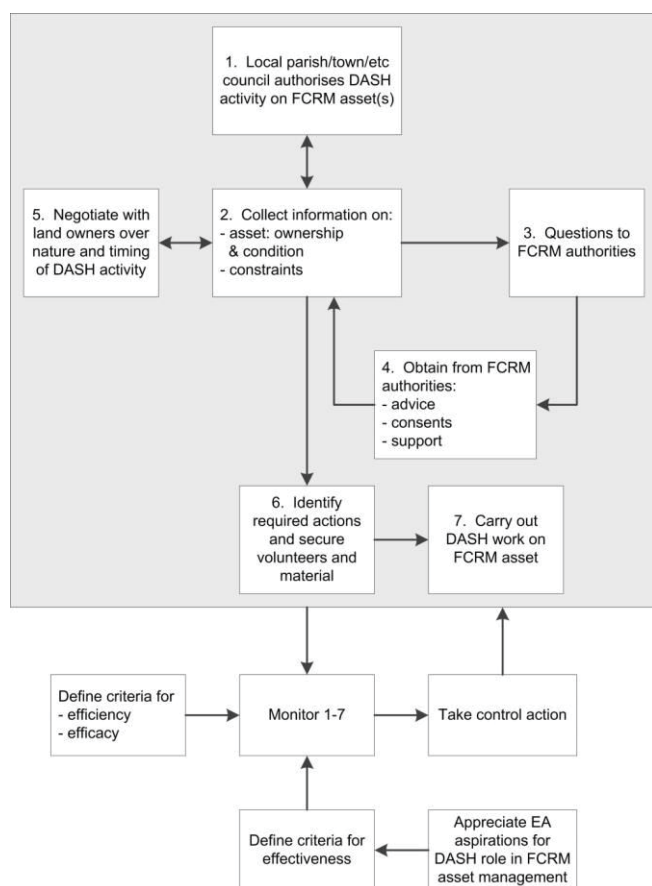 1. Local parish/town/etc
council authorises DASH
activity on FCRM asset(s)
5. Negotiate with
land owners over
nature and timing
of DASH activity
2. Collect information on:
- asset: ownership
& condition
- constraints
3. Questions to
FCRM authorities
4. Obtain from FCRM
authorities:
- advice
- consents
- support
6. Identify
required actions
and secure
volunteers and
material
7. Carry out
DASH work on
FCRM asset
Define criteria for
- efficiency
- efficacy
Monitor 1-7
Take control action
Define criteria for
effectiveness
Appreciate EA
aspirations for
DASH role in FCRM
asset management